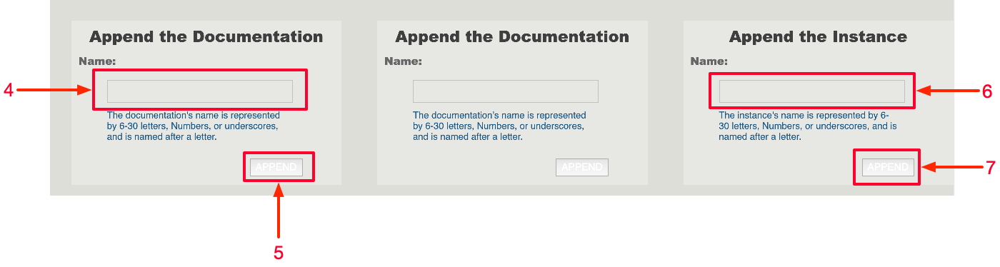 Append the Documentation
Name:
4
The documentation's name is represented
by 6-30 letters, Numbers, or underscores,
and is named after a letter.
APPEND
5
Append the Documentation
Name:
The documentation's name is represented
by 6-30 letters, Numbers, or underscores,
and is named after a letter.
APPEND
Append the Instance
Name:
6
The instance's name is represented by 6-
30 letters, Numbers, or underscores, and is
named after a letter.
APPEND
7